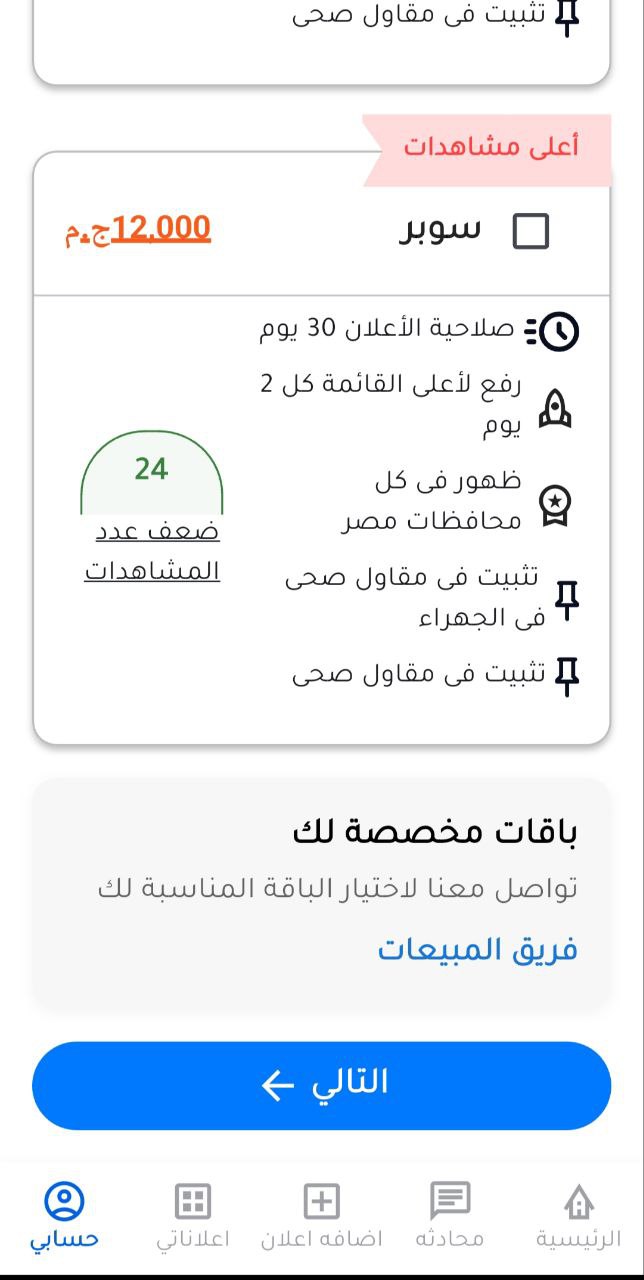 تثبيت فى مقاول صحى
أعلى مشاهدات
سوبر
12,000ج.م
صلاحية الأعلان 30 يوم
رفع لأعلى القائمة كل 2
يوم
ظهور فى كل
محافظات مصر
تثبيت فى مقاول صحى
فى الجهراء
تثبيت فى مقاول صحى
24
ضعف عدد
المشاهدات
باقات مخصصة لك
تواصل معنا لاختيار الباقة المناسبة لك
فريق المبيعات
التالي ←
الرئيسية
محادثه
اضافه اعلان
اعلاناتي
حسابي